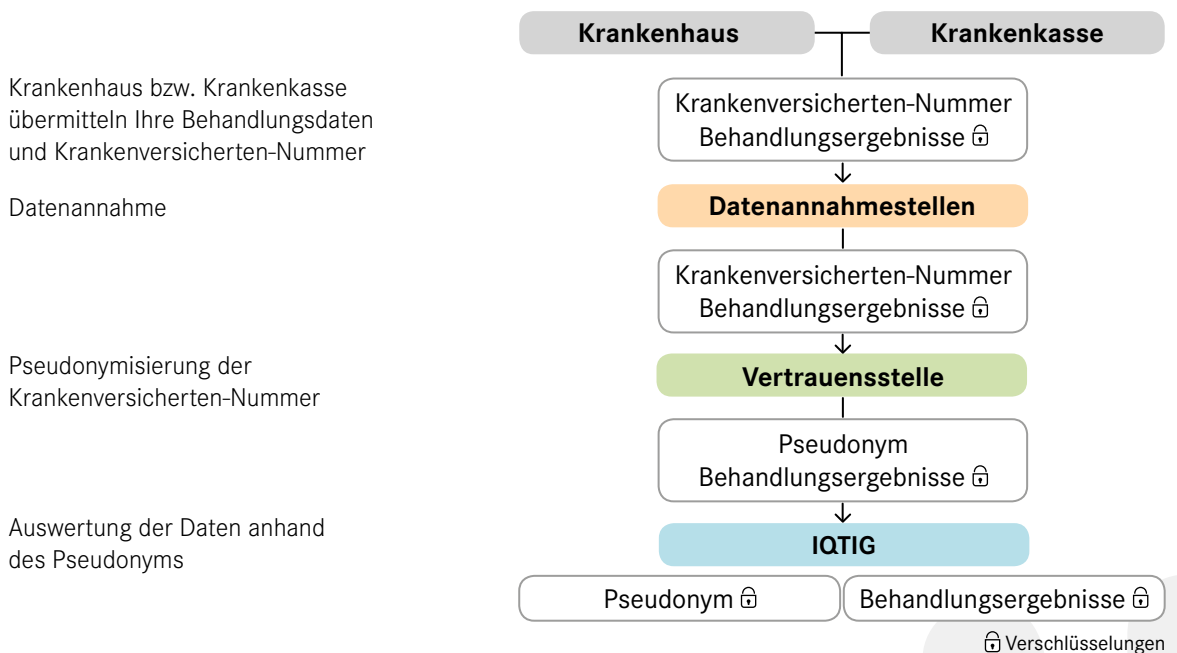 Krankenhaus
Krankenkasse
Krankenhaus bzw. Krankenkasse
übermitteln Ihre Behandlungsdaten
und Krankenversicherten-Nummer
Krankenversicherten-Nummer
Behandlungsergebnisse
Datenannahme
Datenannahmestellen
Krankenversicherten-Nummer
Behandlungsergebnisse
Pseudonymisierung der
Krankenversicherten-Nummer
Vertrauensstelle
Pseudonym
Behandlungsergebnisse
Auswertung der Daten anhand
des Pseudonyms
IQTIG
Pseudonym
Behandlungsergebnisse
Verschlüsselungen